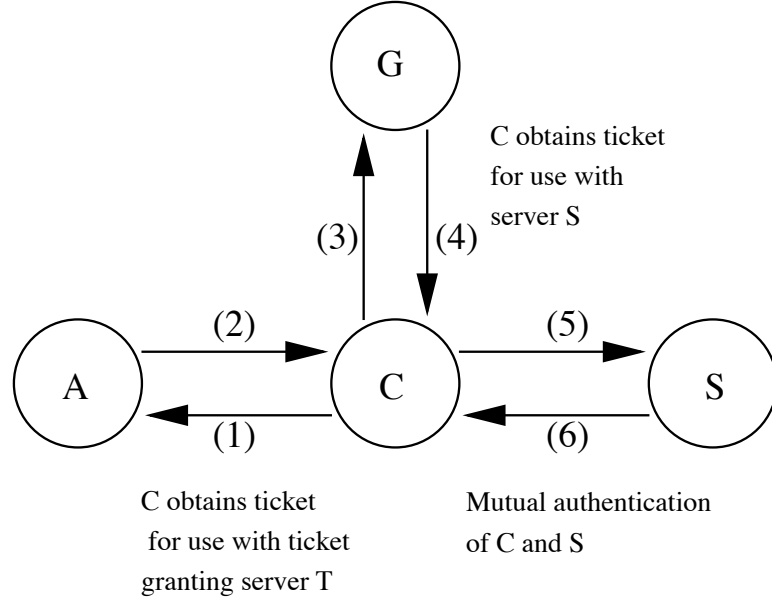 G
C obtains ticket
for use with
server S
(3)
(4)
(2)
(5)
A
C
S
(1)
(6)
C obtains ticket
for use with ticket
granting server T
Mutual authentication
of C and S